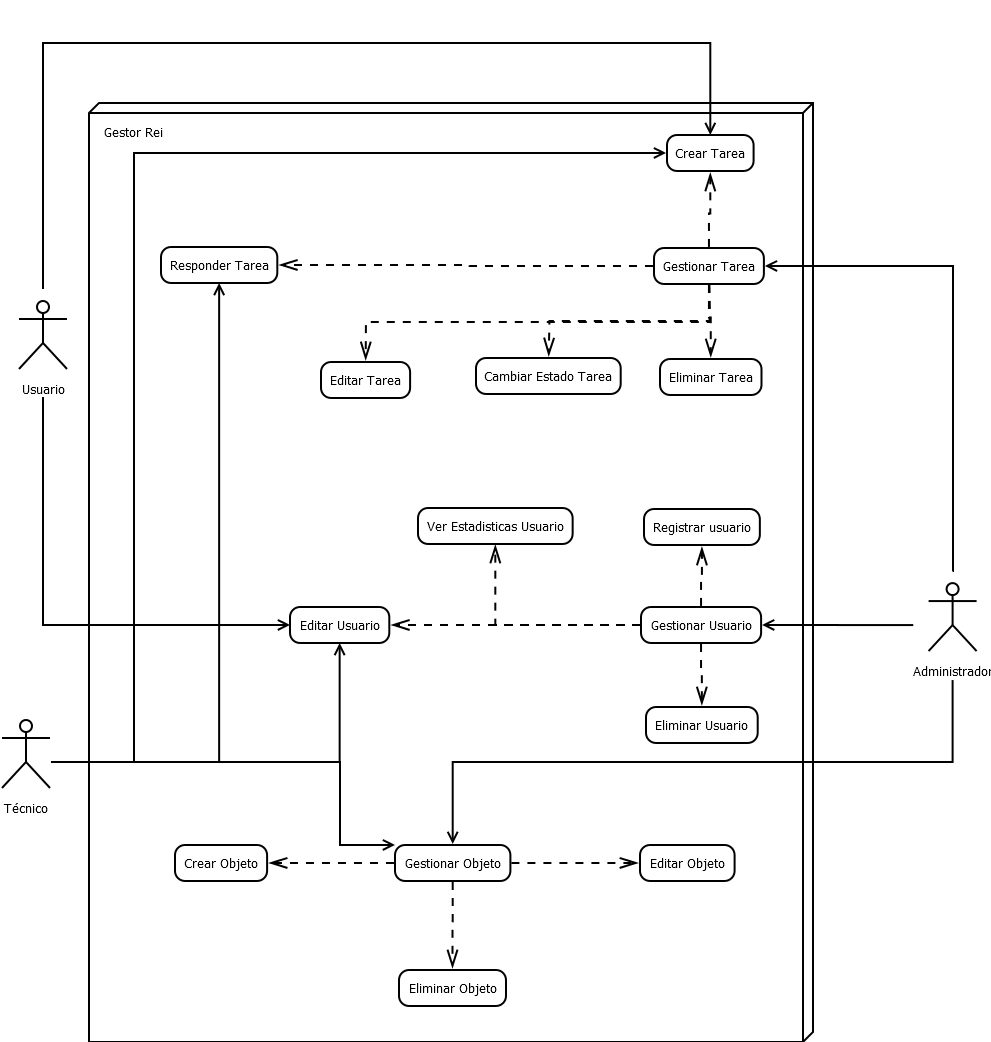 Gestor Rei
Crear Tarea
Responder Tarea
Gestionar Tarea
Editar Tarea
Cambiar Estado Tarea
Eliminar Tarea
Usuario
Ver Estadisticas Usuario
Registrar usuario
Editar Usuario
Gestionar Usuario
Administrador
Eliminar Usuario
Técnico
Crear Objeto
Gestionar Objeto
Editar Objeto
Eliminar Objeto